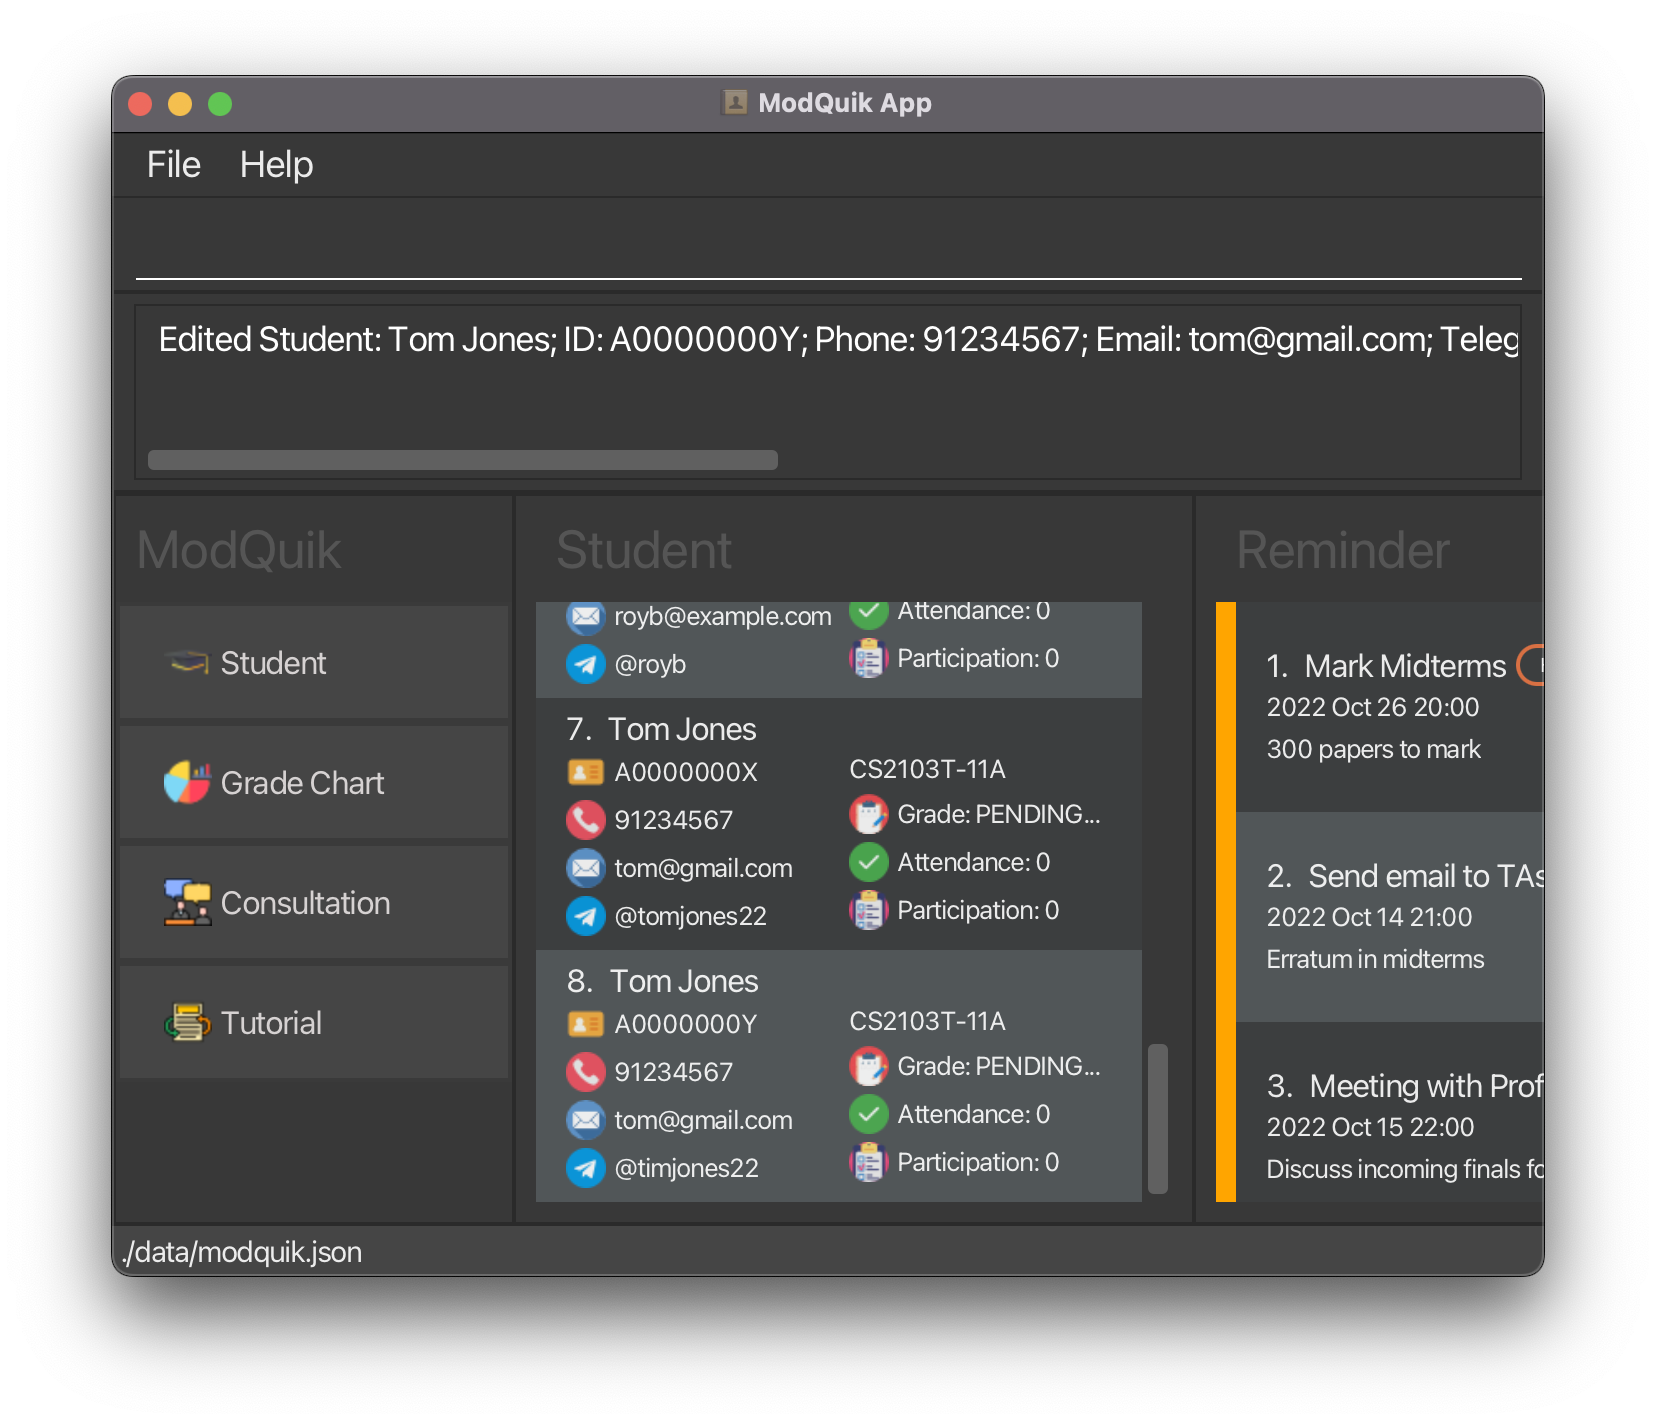 ModQuik App
File Help
Edited Student: Tom Jones; ID: A0000000Y; Phone: 91234567; Email: tom@gmail.com; Teleg
ModQuik
Student
Grade Chart
Consultation
Tutorial
Student
royb@example.com
Attendance: 0
@royb
Participation: 0
7. Tom Jones
A0000000X
CS2103T-11A
91234567
Grade: PENDING...
tom@gmail.com
Attendance: 0
@tomjones22
Participation: 0
8. Tom Jones
A0000000Y
CS2103T-11A
91234567
Grade: PENDING...
tom@gmail.com
Attendance: 0
@timjones22
Participation: 0
Reminder
1. Mark Midterms
2022 Oct 26 20:00
300 papers to mark
2. Send email to TAs
2022 Oct 14 21:00
Erratum in midterms
3. Meeting with Prof
2022 Oct 15 22:00
Discuss incoming finals fo
./data/modquik.json